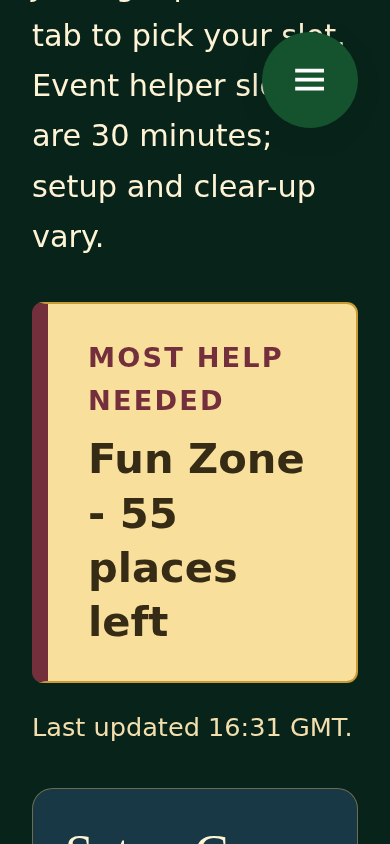 tab to pick your slot.
Event helper
are 30 minutes;
setup and clear-up
vary.
MOST HELP
NEEDED
Fun Zone
- 55
places
left
Last updated 16:31 GMT.